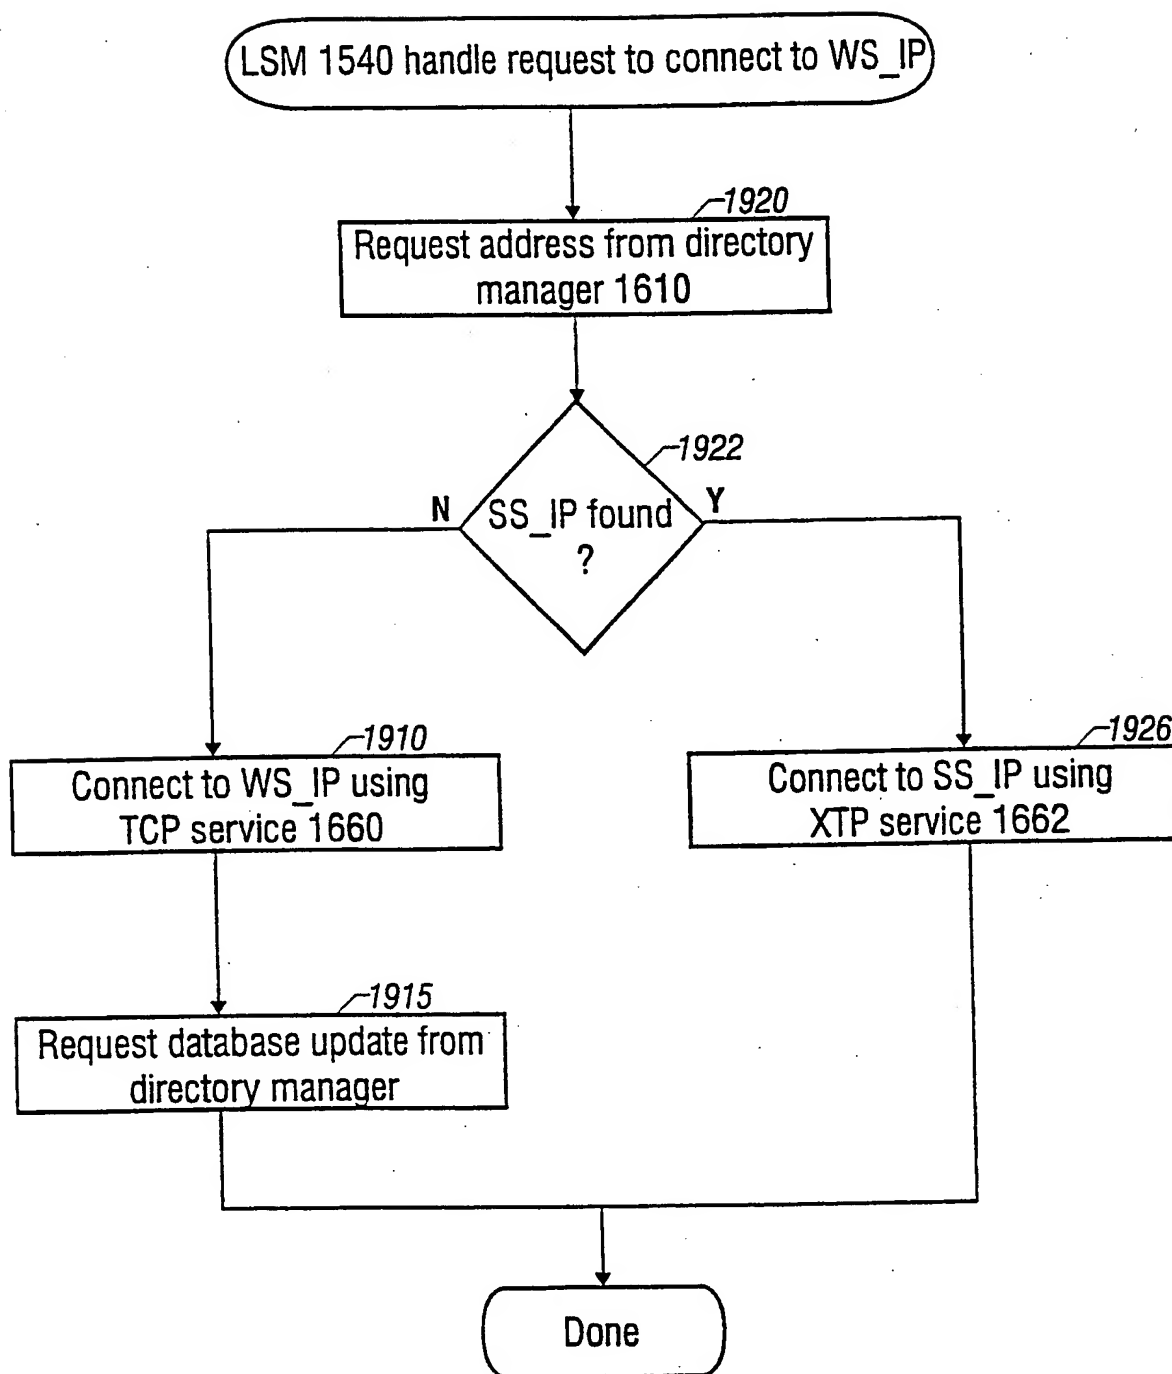 LSM 1540 handle request to connect to WS_IP
1920
Request address from directory
manager 1610
1922
N
SS_IP found
?
Y
1910
Connect to WS_IP using
TCP service 1660
1926
Connect to SS_IP using
XTP service 1662
1915
Request database update from
directory manager
Done